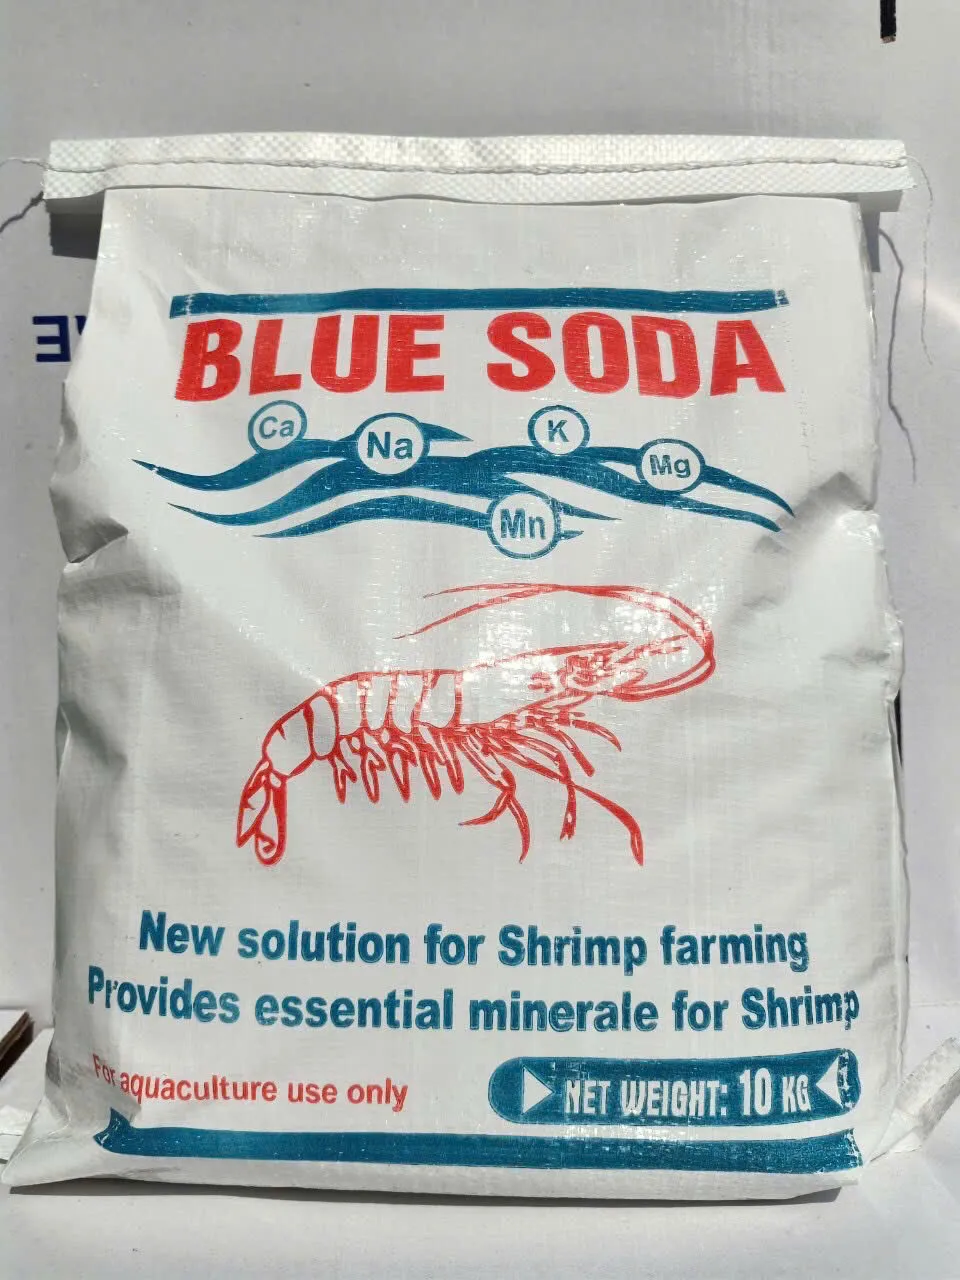 BLUE SODA
Ca
Na
K
Mg
Mn
New solution for Shrimp farming
Provides essential minerale for Shrimp
For aquaculture use only
NET WEIGHT: 10 KG